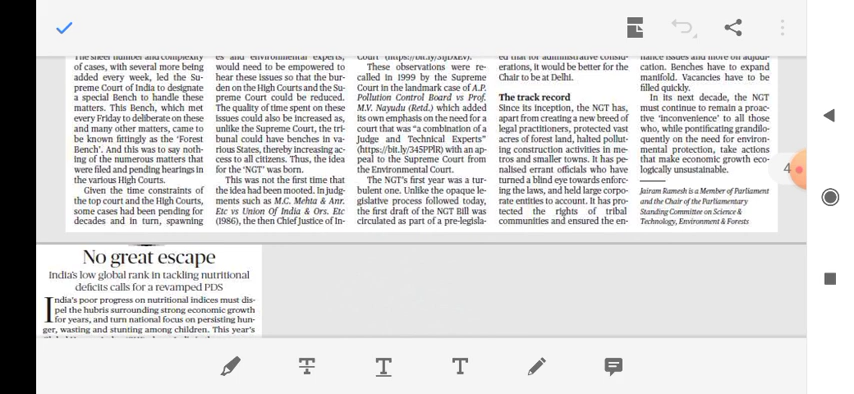 The sheer number and complexity
of cases, with several more being
added every week, led the Su-
preme Court of India to designate
a special Bench to handle these
matters. This Bench, which met
every Friday to deliberate on these
and many other matters, came to
be known fittingly as the ‘Forest
Bench’. And this was to say noth-
ing of the numerous matters that
were filed and pending hearings in
the various High Courts.
Given the time constraints of
the top court and the High Courts,
some cases had been pending for
decades and in turn, spawning
es and environmental experts,
would need to be empowered to
hear these issues so that the bur-
den on the High Courts and the Su-
preme Court could be reduced.
The quality of time spent on these
issues could also be increased as,
unlike the Supreme Court, the tri-
bunal could have benches in va-
rious States, thereby increasing ac-
cess to all citizens. Thus, the idea
for the ‘NGT’ was born.
This was not the first time that
the idea had been mooted. In judg-
ments such as M.C. Mehta & Anr.
Etc vs Union Of India & Ors. Etc
(1986), the then Chief Justice of In-
These observations were re-
called in 1999 by the Supreme
Court in the landmark case of A.P.
Pollution Control Board vs Prof.
M.V. Nayudu (Retd.) which added
its own emphasis on the need for a
court that was “a combination of a
Judge and Technical Experts”
(https://bit.ly/345PPlR) with an ap-
peal to the Supreme Court from
the Environmental Court.
The NGT’s first year was a tur-
bulent one. Unlike the opaque le-
gislative process followed today,
the first draft of the NGT Bill was
circulated as part of a pre-legisla-
ed that for administrative consid-
erations, it would be better for the
Chair to be at Delhi.
The track record
Since its inception, the NGT has,
apart from creating a new breed of
legal practitioners, protected vast
acres of forest land, halted pollut-
ing construction activities in me-
tros and smaller towns. It has pe-
nalised errant officials who have
turned a blind eye towards enforc-
ing the laws, and held large corpo-
rate entities to account. It has pro-
tected the rights of tribal
communities and ensured the en-
cation. Benches have to expand
manifold. Vacancies have to be
filled quickly.
In its next decade, the NGT
must continue to remain a proac-
tive ‘inconvenience’ to all those
who, while pontificating grandilo-
quently on the need for environ-
mental protection, take actions
that make economic growth eco-
logically unsustainable.
Jairam Ramesh is a Member of Parliament
and the Chair of the Parliamentary
Standing Committee on Science &
Technology, Environment & Forests
4
No great escape
India’s low global rank in tackling nutritional
deficits calls for a revamped PDS
India’s poor progress on nutritional indices must dis-
pel the hubris surrounding strong economic growth
for years, and turn national focus on persisting hun-
ger, wasting and stunting among children. This year’s
T
T
T